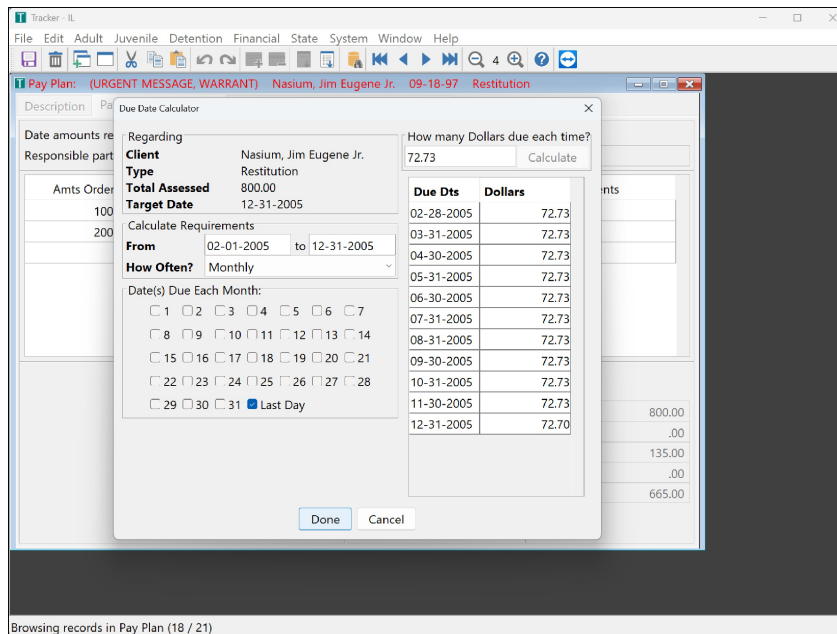 Tracker - IL
File Edit Adult Juvenile Detention Financial State System Window Help
4
Pay Plan: (URGENT MESSAGE, WARRANT) Nasium, Jim Eugene Jr. 09-18-97 Restitution
Description Pa
Date amounts re
Responsible part
Amts Order
nts
100
200
800.00
.00
135.00
.00
665.00
Due Date Calculator
Regarding
Client Nasium, Jim Eugene Jr.
Type Restitution
Total Assessed 800.00
Target Date 12-31-2005
Calculate Requirements
From 02-01-2005 to 12-31-2005
How Often? Monthly
Date(s) Due Each Month:
1 2 3 4 5 6 7
8 9 10 11 12 13 14
15 16 17 18 19 20 21
22 23 24 25 26 27 28
29 30 31 Last Day
How many Dollars due each time?
72.73 Calculate
Due Dts Dollars
02-28-2005 72.73
03-31-2005 72.73
04-30-2005 72.73
05-31-2005 72.73
06-30-2005 72.73
07-31-2005 72.73
08-31-2005 72.73
09-30-2005 72.73
10-31-2005 72.73
11-30-2005 72.73
12-31-2005 72.70
Done Cancel
Browsing records in Pay Plan (18 / 21)